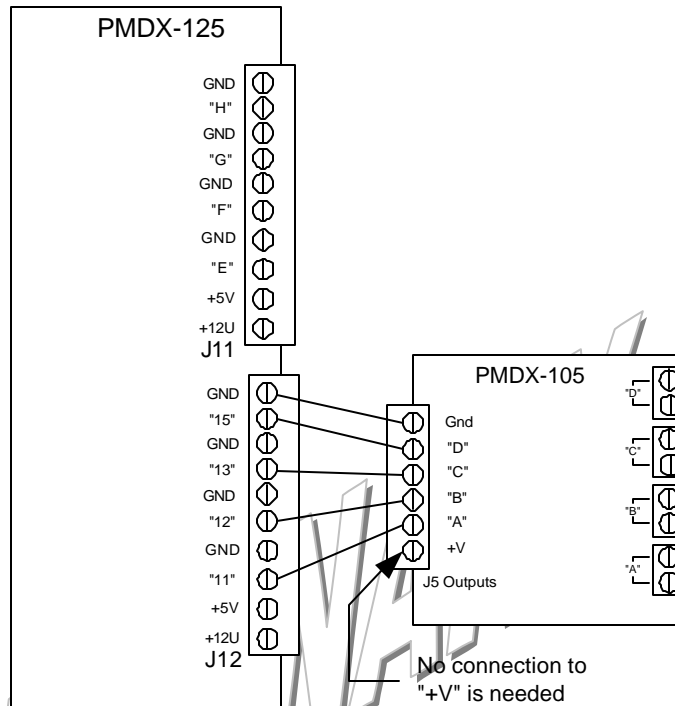 PMDX-125
GND
"H"
GND
"G"
GND
"F"
GND
"E"
+5V
+12U
J11
GND
"15"
GND
"13"
GND
"12"
GND
"11"
+5V
+12U
J12
PMDX-105
Gnd
"D"
"C"
"B"
"A"
+V
J5 Outputs
"D"
"C"
"B"
"A"
No connection to
"+V" is needed